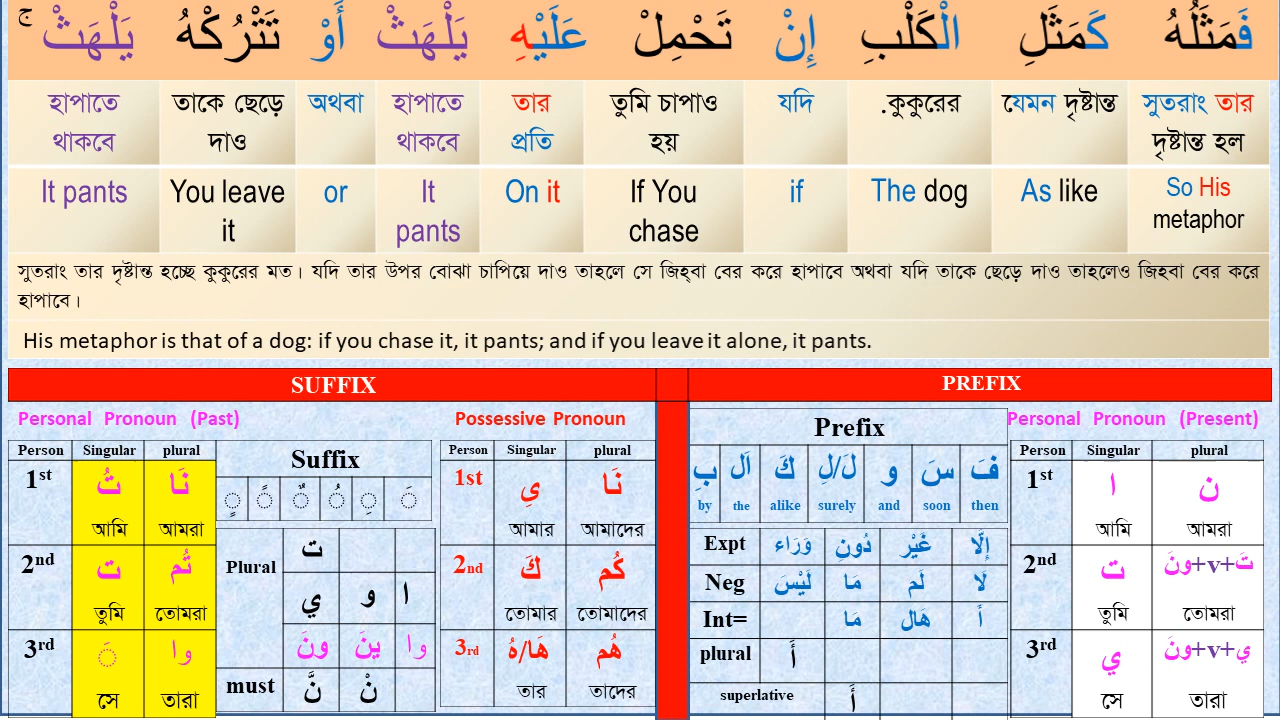 فَمَثَلُهُ كَمَثَلِ الْكَلْبِ إِنْ تَحْمِلْ عَلَيْهِ يَلْهَثْ أَوْ تَتْرُكْهُ يَلْهَثْ ۚ
হাপাতে থাকবে
তাকে ছেড়ে দাও
অথবা
হাপাতে থাকবে
তার প্রতি
তুমি চাপাও হয়
যদি
.কুকুরের
যেমন দৃষ্টান্ত
সুতরাং তার দৃষ্টান্ত হল
It pants
You leave it
or
It pants
On it
If You chase
if
The dog
As like
So His metaphor
সুতরাং তার দৃষ্টান্ত হচ্ছে কুকুরের মত। যদি তার উপর বোঝা চাপিয়ে দাও তাহলে সে জিহ্বা বের করে হাপাবে অথবা যদি তাকে ছেড়ে দাও তাহলেও জিহবা বের করে
হাপাবে।
His metaphor is that of a dog: if you chase it, it pants; and if you leave it alone, it pants.
SUFFIX
Personal Pronoun (Past)
Person Singular plural
1st تُ نَا
আমি আমরা
2nd ت تُم
তুমি তোমরা
3rd َ وا
সে তারা
Suffix
ٍ ً ٌ ُ ِ َ
Plural ت
ي و ا
ونَ ينَ وا
must نَّ نْ
Possessive Pronoun
Person Singular plural
1st ىِ نَا
আমার আমাদের
2nd كَ كُم
তোমার তোমাদের
3rd هَا/هُ هُم
তার তাদের
PREFIX
Prefix
بِ اَل كَ لَ/لِ و سَ فَ
by the alike surely and soon then
Expt وَرَاء دُونِ غَيْر إِلَّا
Neg لَيْسَ مَا لَم لَا
Int= مَا هَال أَ
plural أَ
superlative أَ
Personal Pronoun (Present)
Person Singular plural
1st ا ن
আমি আমরা
2nd ت تَ+v+ونَ
তুমি তোমরা
3rd ي ي+v+ونَ
সে তারা